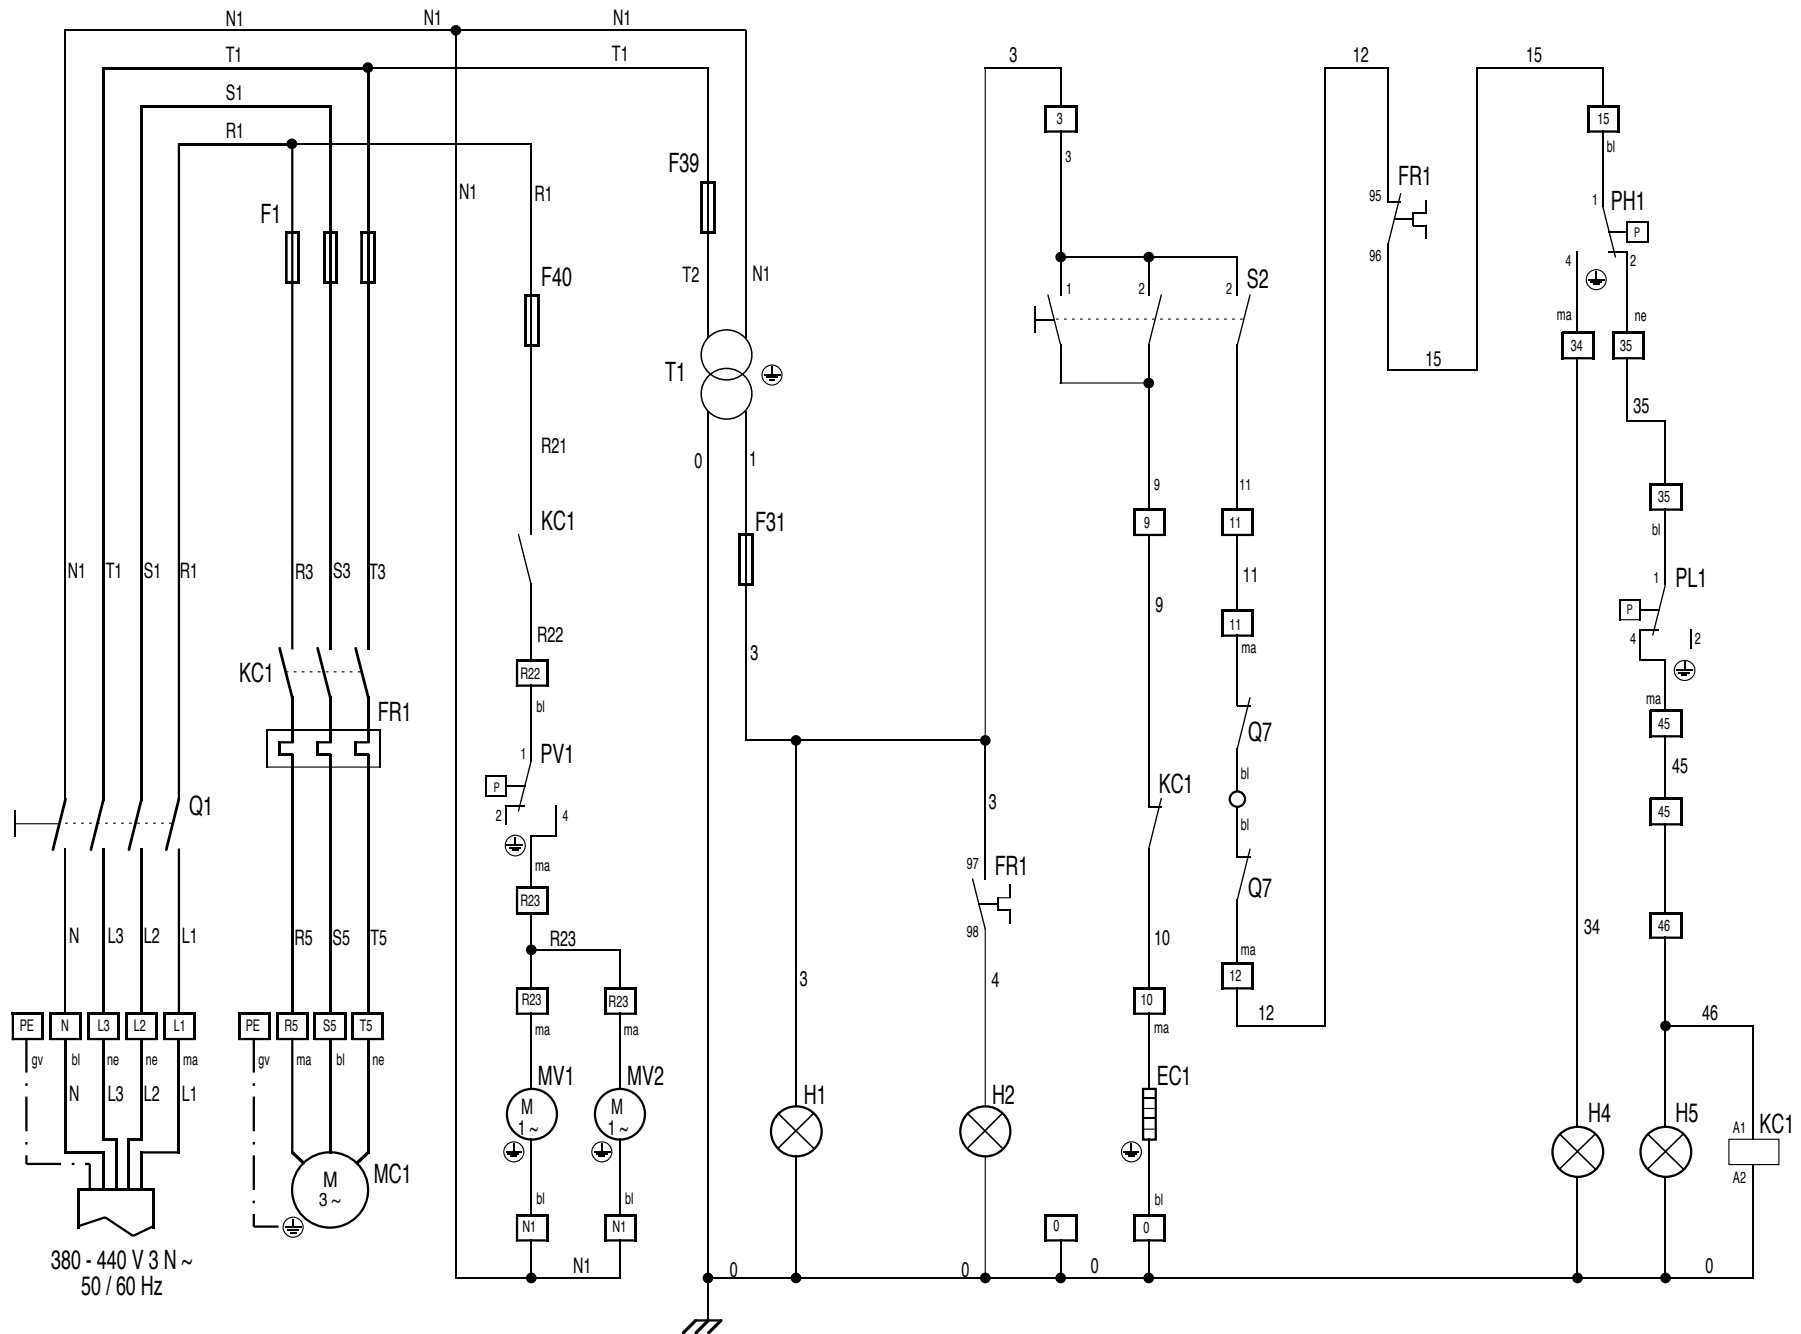 N1 N1 N1
T1 T1
S1
R1
3 12 15
3 15
3 bl
F39 FR1
N1 R1 95 PH1
F1 1 P
96 4 2
F40 T2 N1 1 2 2 S2
ma ne
34 35
T1 15
35
R21 0 1
9 11 35
9 11 bl
KC1 F31
N1 T1 S1 R1 R3 S3 T3 11 1 PL1
9 11 P
R22 4 2
R22 3 ma
KC1 bl ma
FR1 45
Q7
PV1 1 bl 45
P KC1
2 4 3 45
Q1 bl
ma 97 FR1 Q7
R23 98
N L3 L2 L1 R5 S5 T5 R23 10 ma 34 46
3 4 12
R23 R23 10 12 46
PE N L3 L2 L1 PE R5 S5 T5 ma ma ma
gv bl ne ne ma gv ma bl ne
N L3 L2 L1 MV1 MV2 H1 H2 EC1 H4 H5
M 1 ~ M 1 ~ A1 KC1
M 3 ~ MC1 A2
bl bl bl
N1 N1 0 0
380 - 440 V 3 N ~ N1 0 0 0 0
50 / 60 Hz